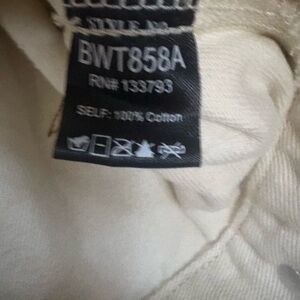 STYLE NO.
BWT858A
RN# 133793
SELF: 100% Cotton